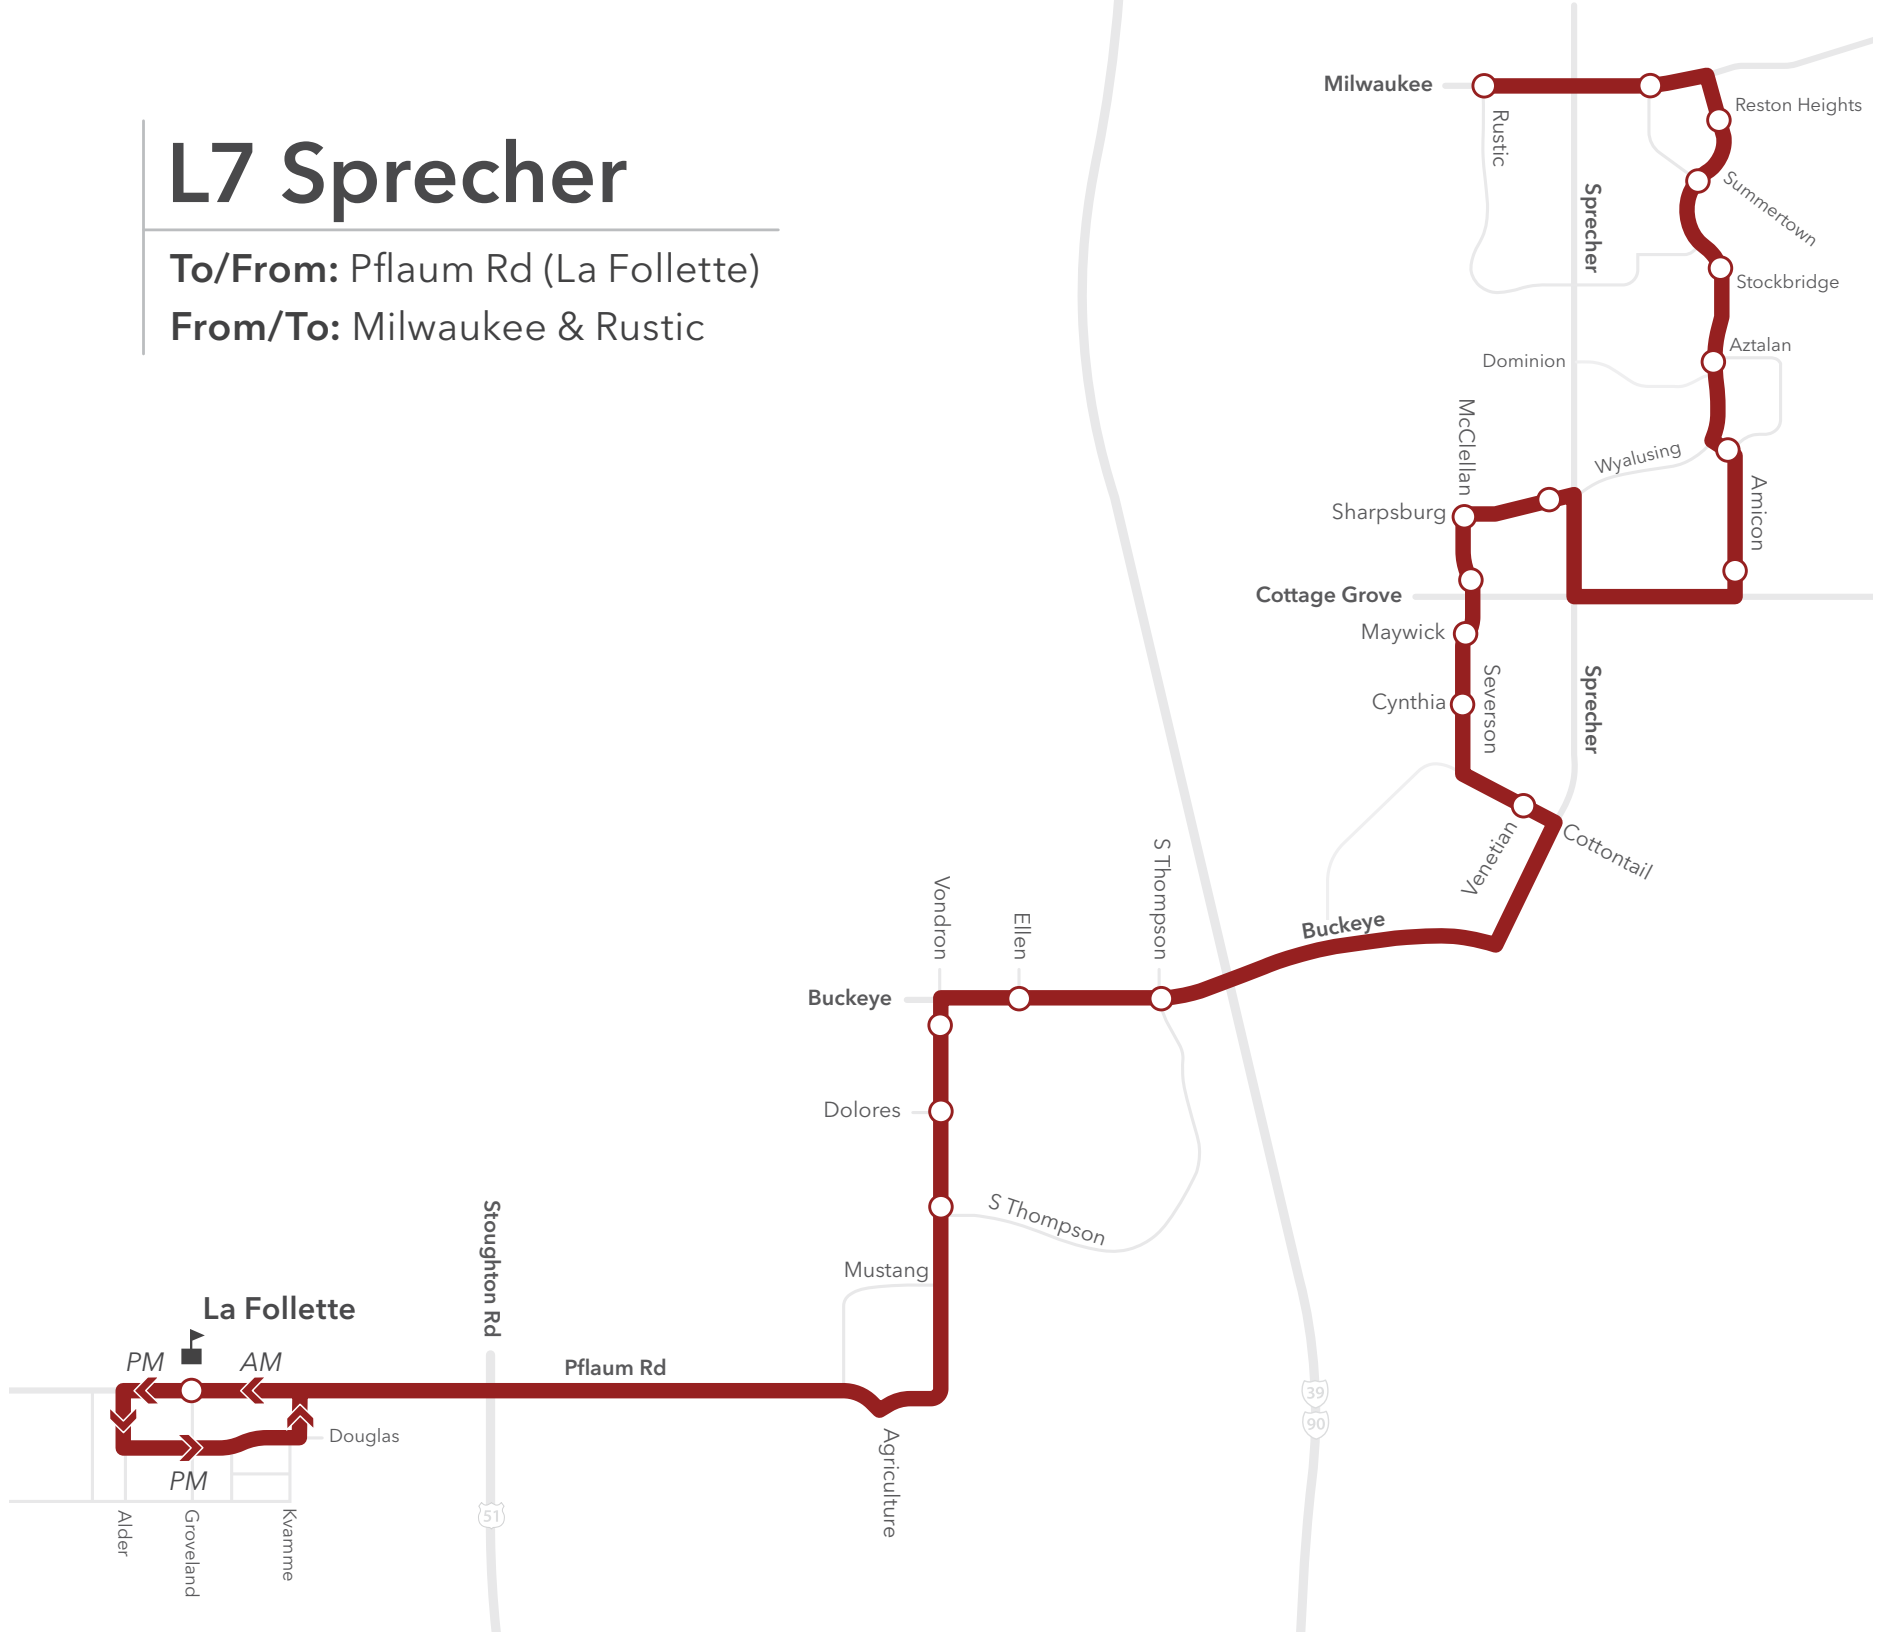 L7 Sprecher
To/From: Pflaum Rd (La Follette)
From/To: Milwaukee & Rustic
Milwaukee
Rustic
Reston Heights
Sprecher
Summertown
Stockbridge
Aztalan
Dominion
McClellan
Wyalusing
Amicon
Sharpsburg
Cottage Grove
Maywick
Severson
Sprecher
Cynthia
Venetian
Cottontail
S Thompson
Vondron
Ellen
Buckeye
Buckeye
Dolores
S Thompson
Stoughton Rd
Mustang
La Follette
PM
AM
Pflaum Rd
39
90
Douglas
Agriculture
PM
51
Alder
Groveland
Kvamme